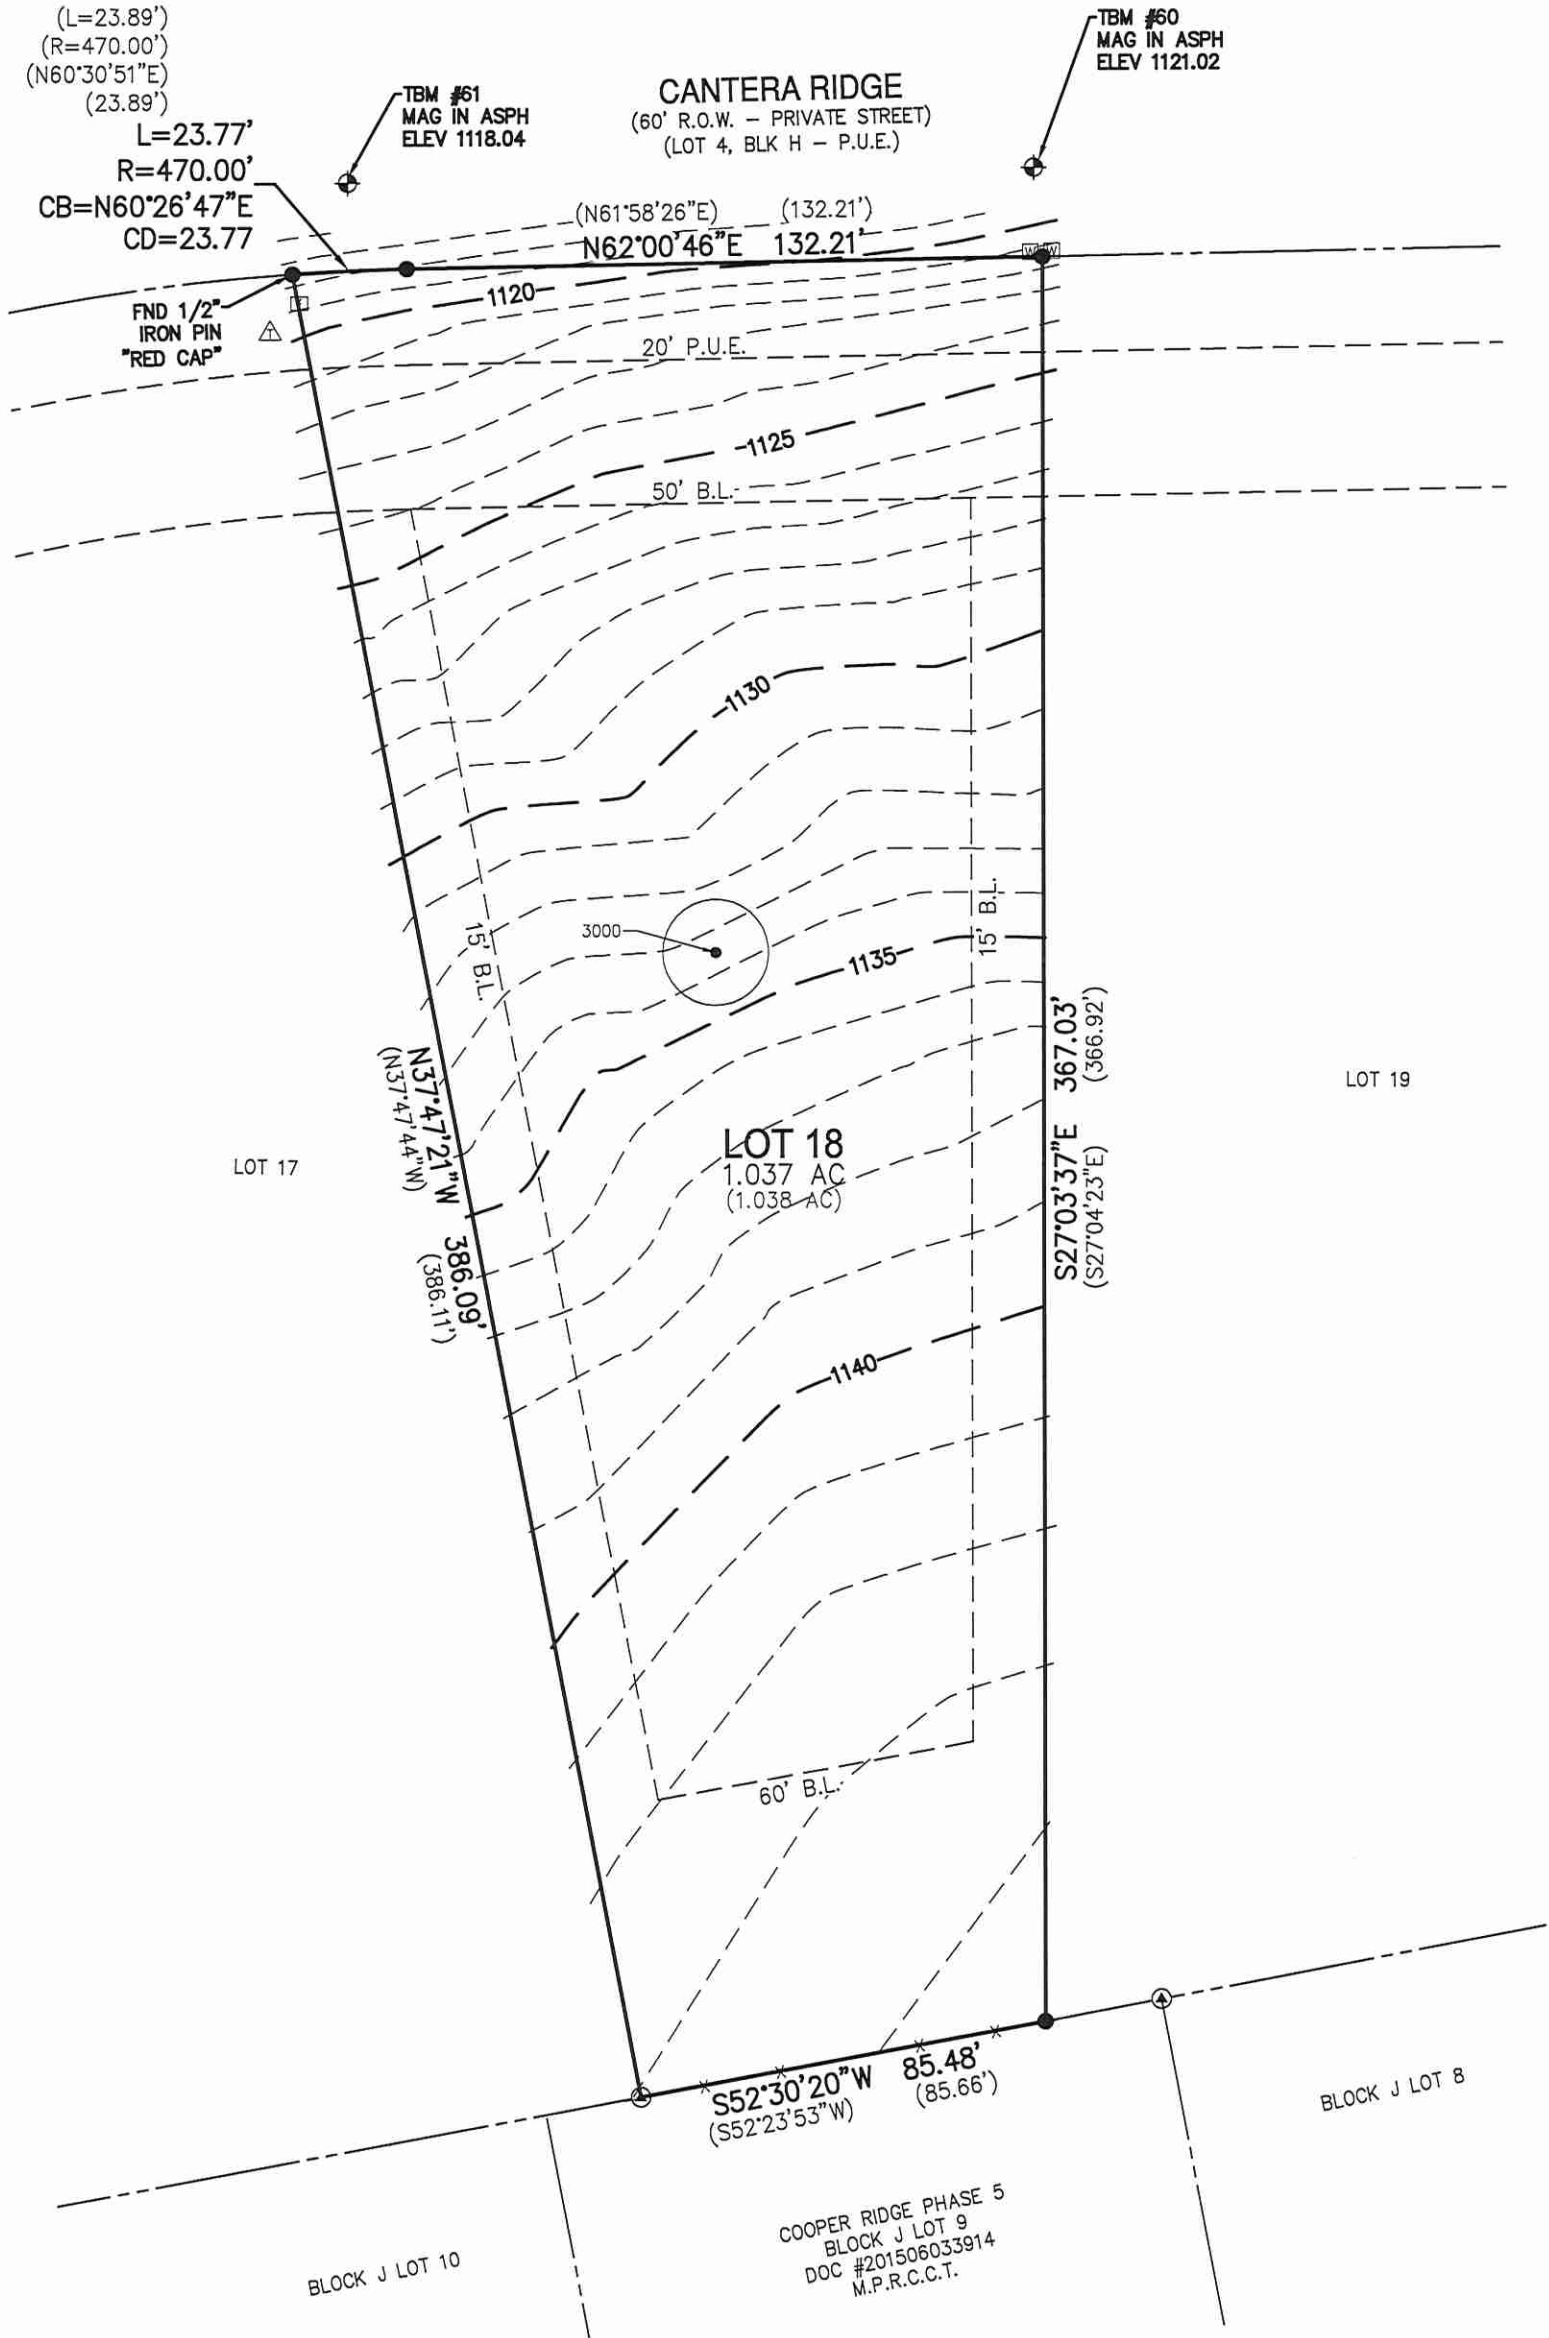 (L=23.89')
(R=470.00')
(N60°30'51"E)
(23.89')
L=23.77'
R=470.00'
CB=N60°26'47"E
CD=23.77
TBM #61
MAG IN ASPH
ELEV 1118.04
CANTERA RIDGE
(60' R.O.W. – PRIVATE STREET)
(LOT 4, BLK H – P.U.E.)
TBM #60
MAG IN ASPH
ELEV 1121.02
(N61°58'26"E) (132.21')
N62°00'46"E 132.21'
W W
FND 1/2"
IRON PIN
"RED CAP"
T
1120
20' P.U.E.
1125
50' B.L.
1130
3000
15' B.L.
15' B.L.
1135
N37°47'21"W 386.09'
(N37°47'44"W) (386.11')
LOT 17
LOT 18
1.037 AC
(1.038 AC)
S27°03'37"E 367.03'
(S27°04'23"E) (366.92')
LOT 19
1140
60' B.L.
S52°30'20"W 85.48'
(S52°23'53"W) (85.66')
BLOCK J LOT 8
COOPER RIDGE PHASE 5
BLOCK J LOT 9
DOC #201506033914
M.P.R.C.C.T.
BLOCK J LOT 10